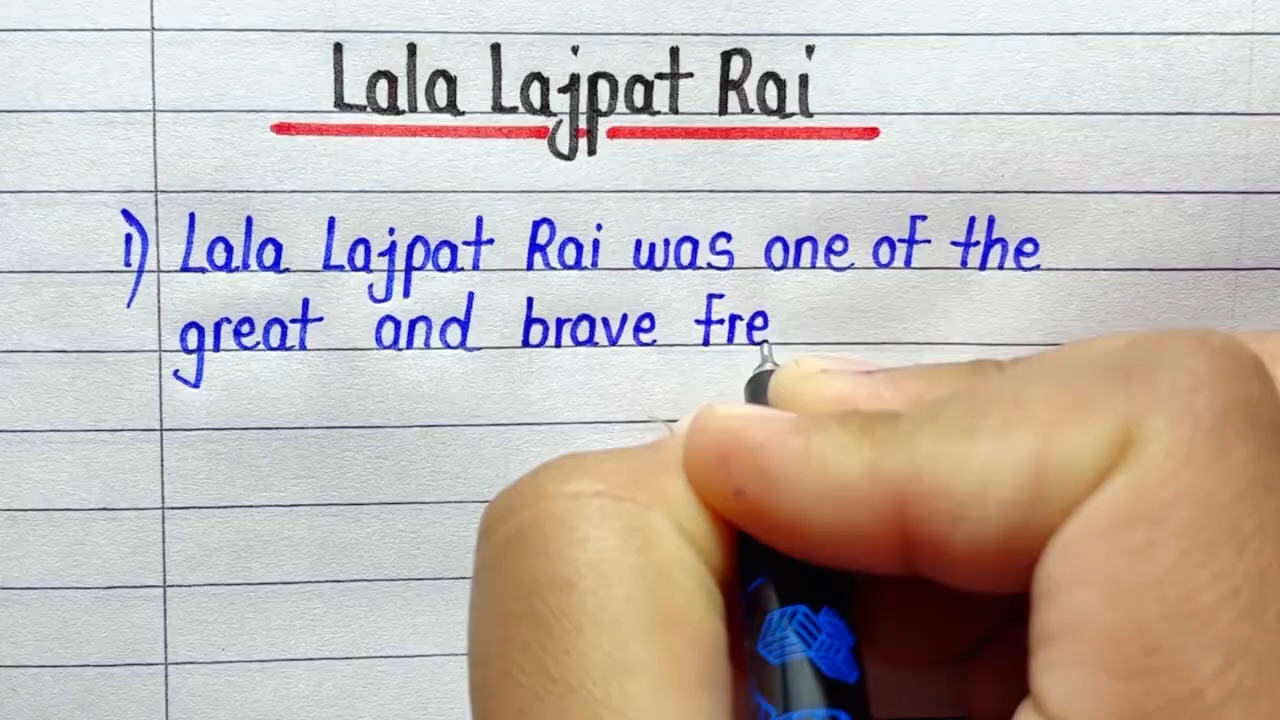 Lala Lajpat Rai
1) Lala Lajpat Rai was one of the
great and brave fre